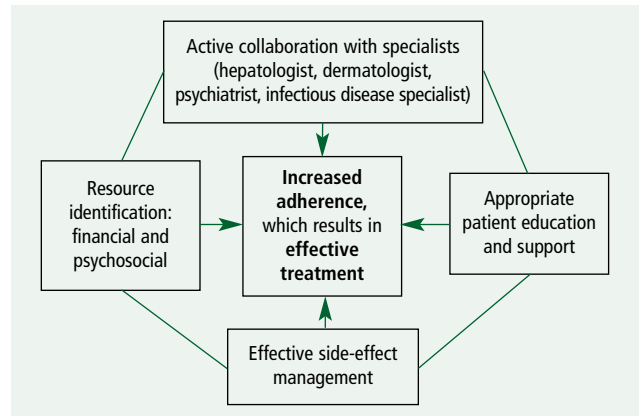 Active collaboration with specialists
(hepatologist, dermatologist,
psychiatrist, infectious disease specialist)
Resource
identification:
financial and
psychosocial
Increased
adherence,
which results in
effective
treatment
Appropriate
patient education
and support
Effective side-effect
management